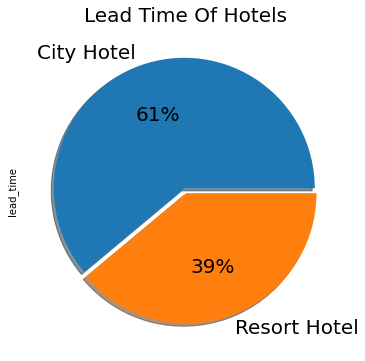 Lead Time Of Hotels
City Hotel
61%
lead_time
39%
Resort Hotel